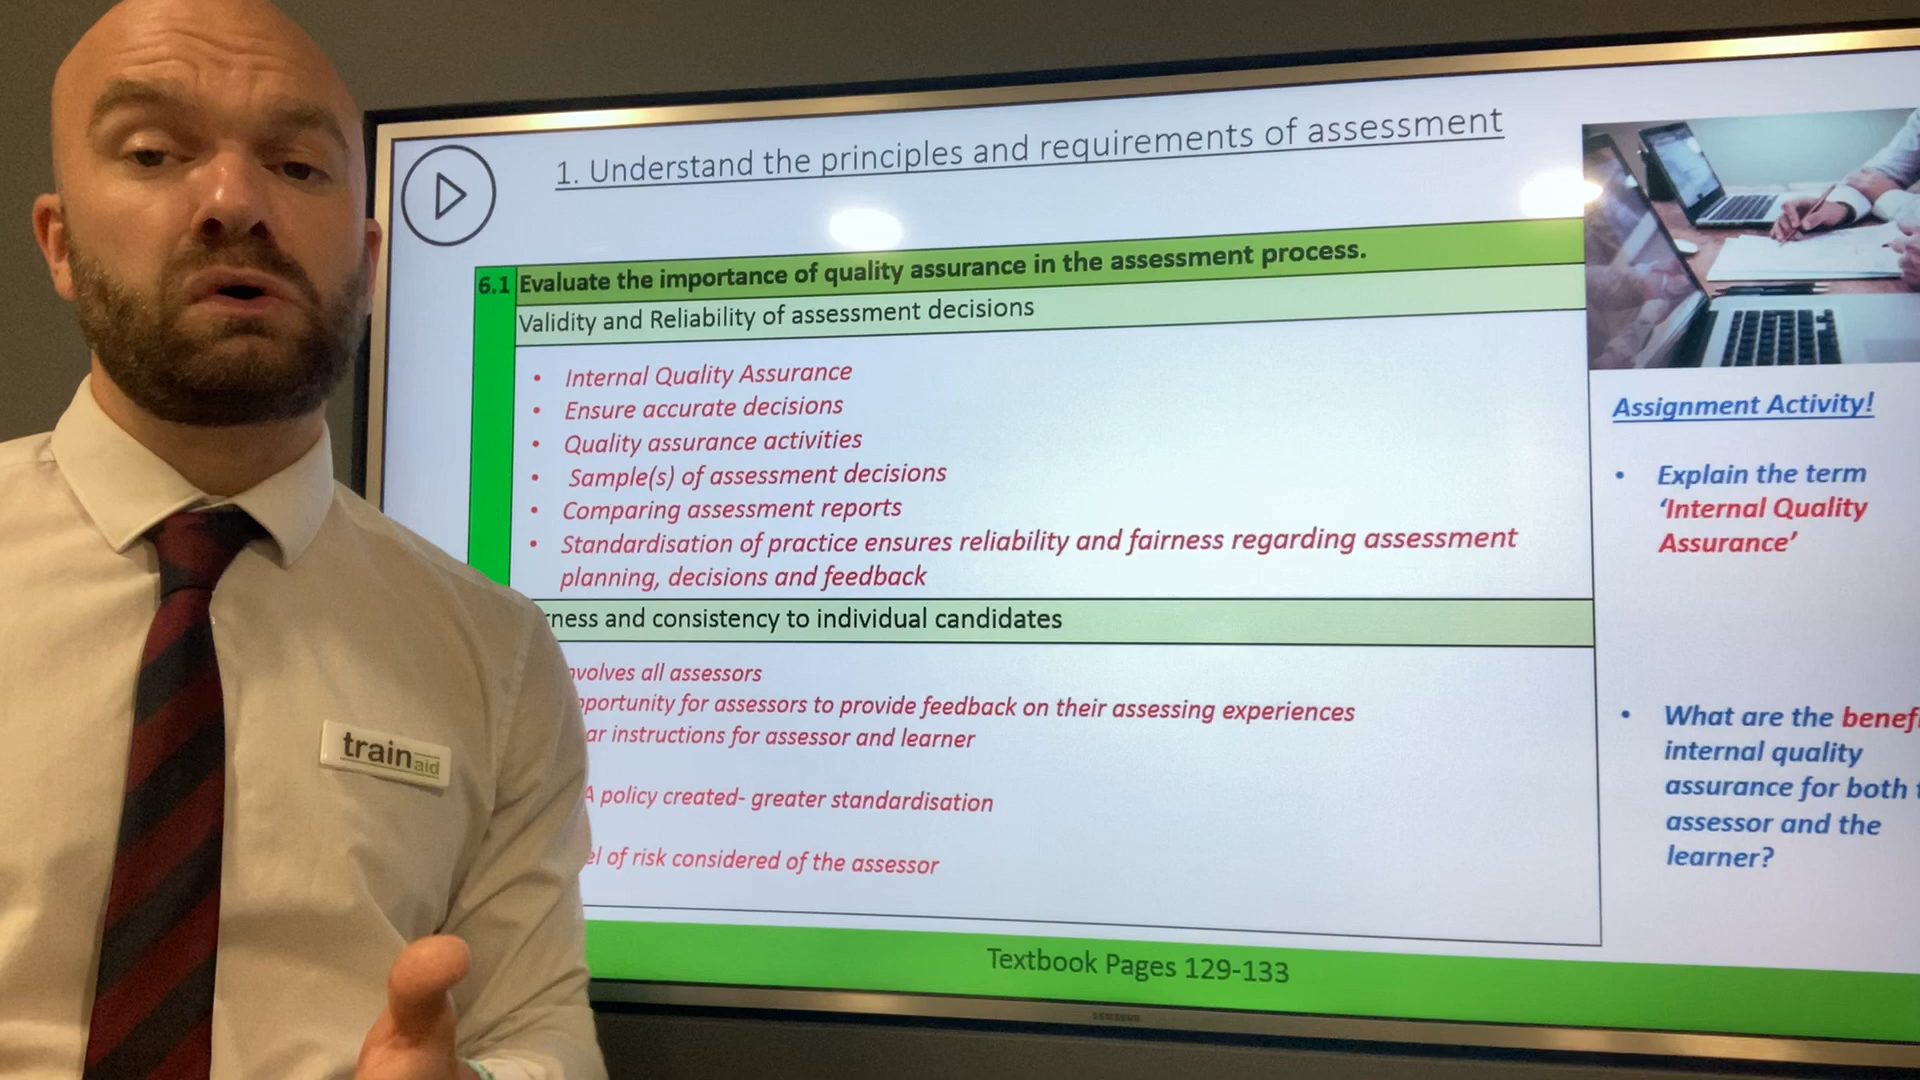 1. Understand the principles and requirements of assessment
6.1 Evaluate the importance of quality assurance in the assessment process.
Validity and Reliability of assessment decisions
• Internal Quality Assurance
• Ensure accurate decisions
• Quality assurance activities
• Sample(s) of assessment decisions
• Comparing assessment reports
• Standardisation of practice ensures reliability and fairness regarding assessment
planning, decisions and feedback
and consistency to individual candidates
all assessors
for assessors to provide feedback on their assessing experiences
instructions for assessor and learner
policy created- greater standardisation
of risk considered of the assessor
Textbook Pages 129-133
Assignment Activity!
• Explain the term
‘Internal Quality
Assurance’
• What are the
internal quality
assurance for both
assessor and the
learner?
train aid
SAMSUNG